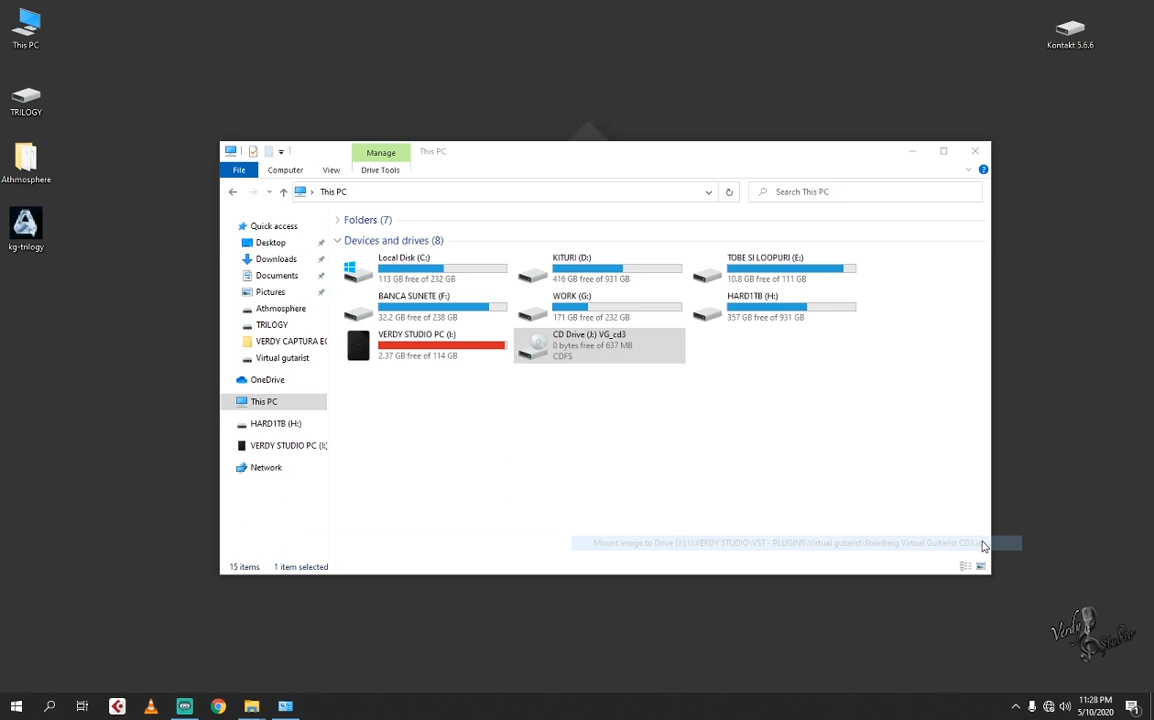 This PC
TRILOGY
Athmosphere
kg-trilogy
Kontakt 5.6.6
Manage
This PC
File
Computer
View
Drive Tools
This PC
Search This PC
Quick access
Desktop
Downloads
Documents
Pictures
Athmosphere
TRILOGY
VERDY CAPTURA EC
Virtual gutarist
OneDrive
This PC
HARD1TB (H:)
VERDY STUDIO PC (I:)
Network
Folders (7)
Devices and drives (8)
Local Disk (C:)
113 GB free of 232 GB
KITURI (D:)
416 GB free of 931 GB
TOBE SI LOOPURI (E:)
10.8 GB free of 111 GB
BANCA SUNETE (F:)
32.2 GB free of 238 GB
WORK (G:)
171 GB free of 232 GB
HARD1TB (H:)
357 GB free of 931 GB
VERDY STUDIO PC (I:)
2.37 GB free of 114 GB
CD Drive (J:) VG_cd3
0 bytes free of 637 MB
CDFS
Mount Image to Drive [J:] I:\VERDY STUDIO\VST - PLUGINS\Virtual gutarist\Steinberg Virtual Guitarist CD3.is
15 items
1 item selected
Verdy Studio
11:28 PM
5/10/2020